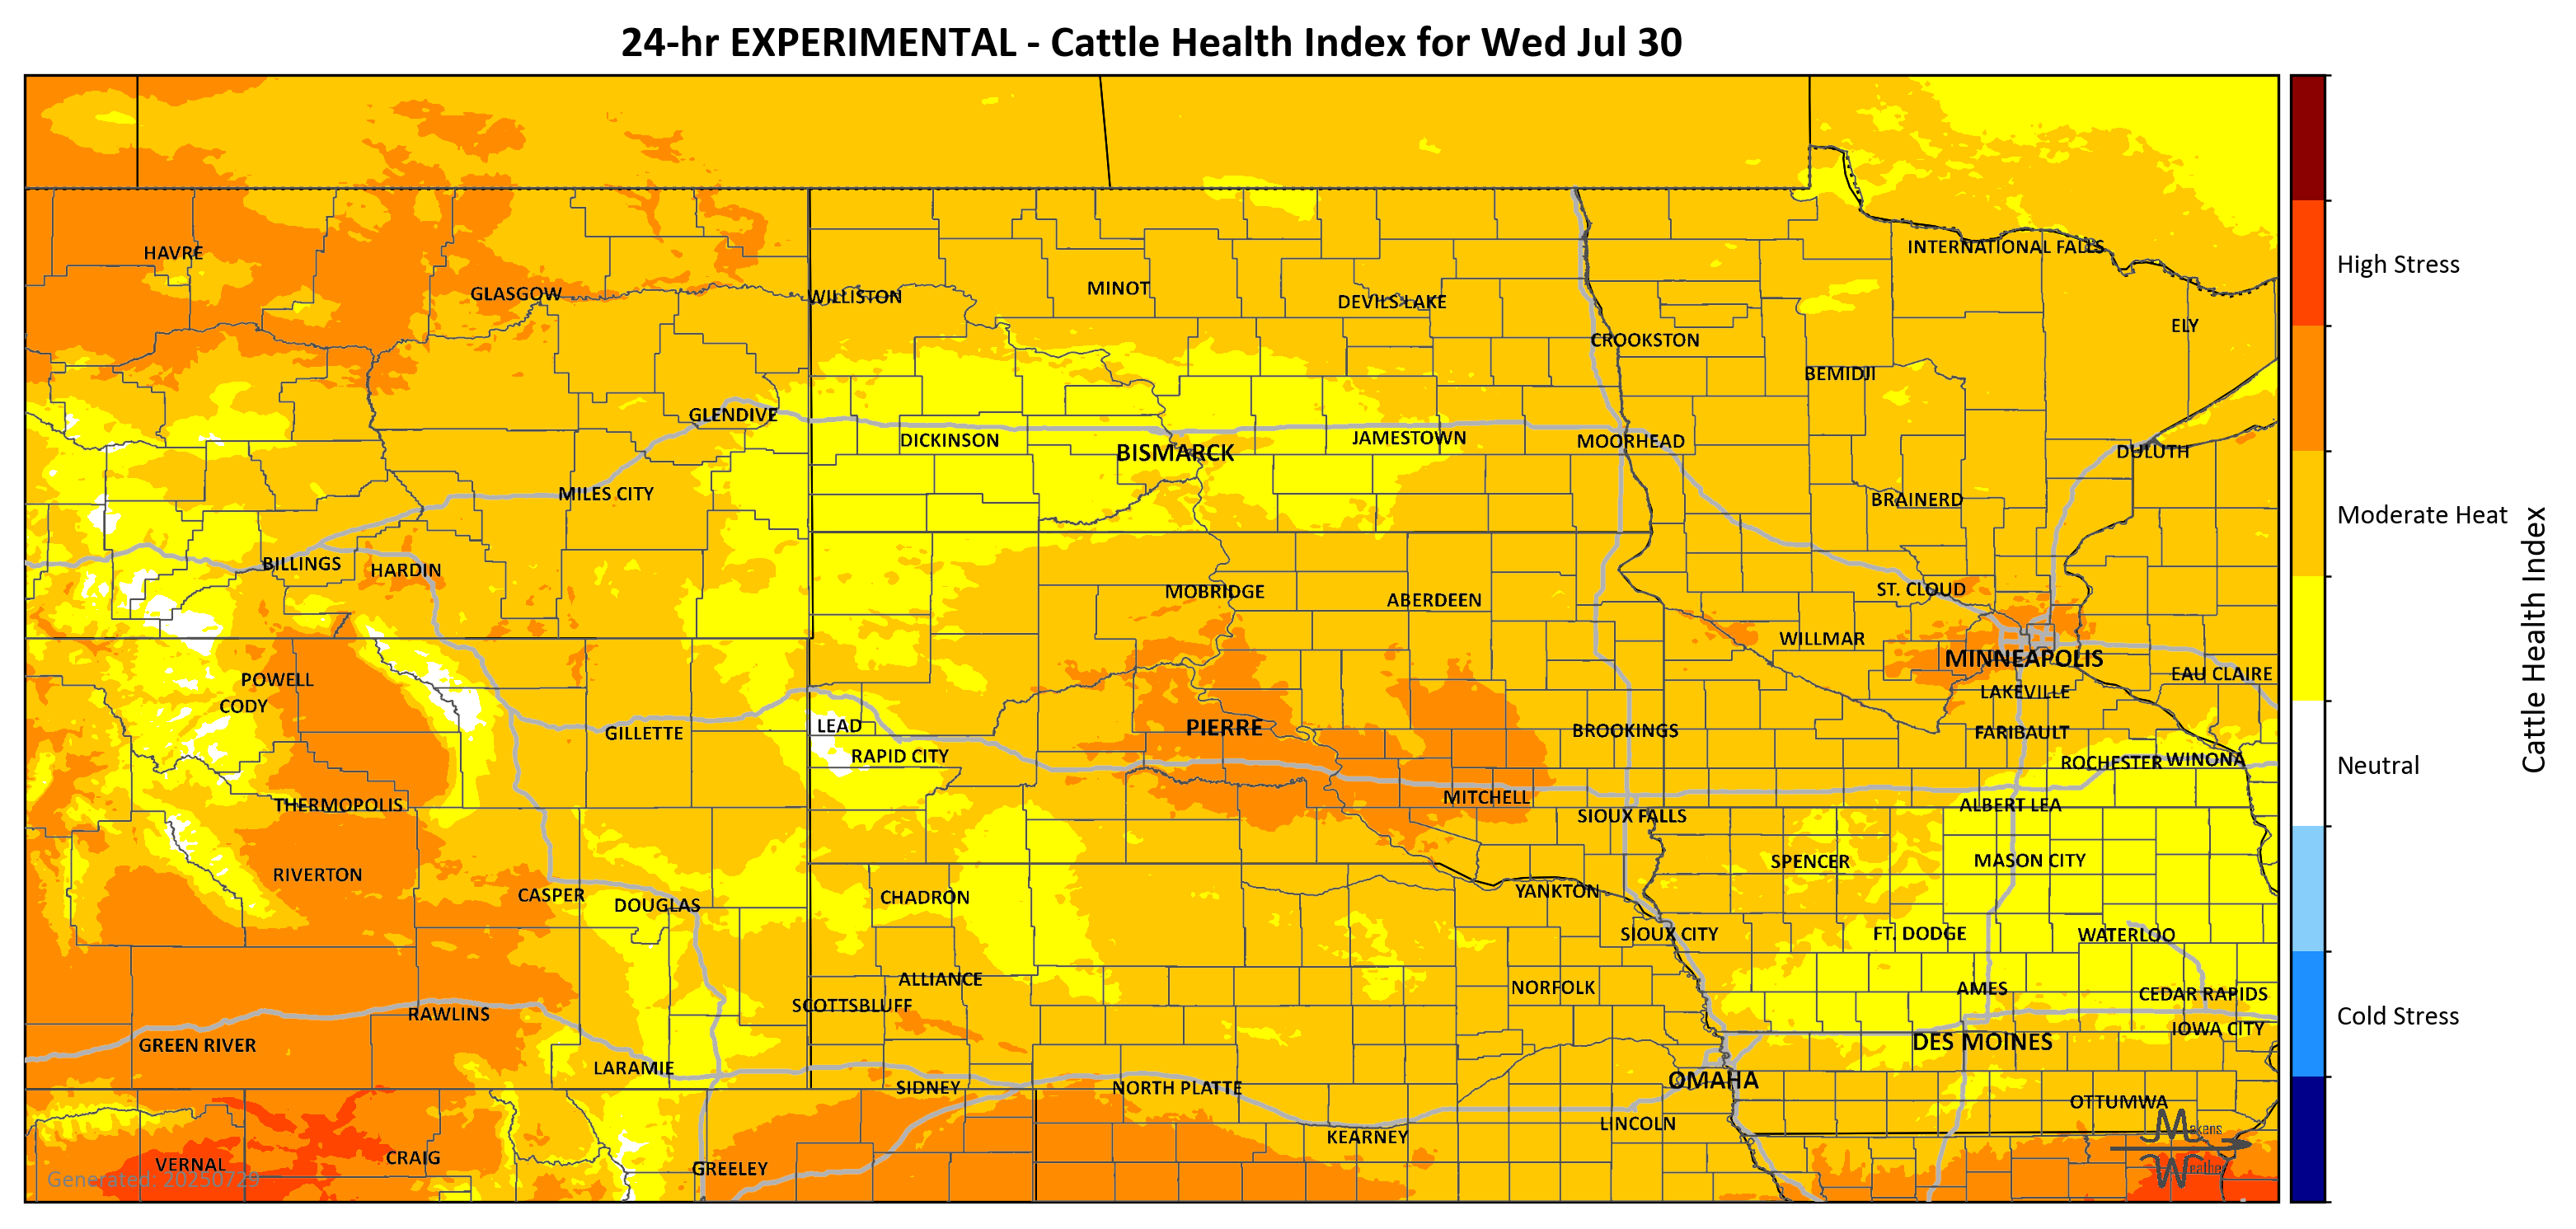 24-hr EXPERIMENTAL - Cattle Health Index for Wed Jul 30
HAVRE
INTERNATIONAL FALLS
GLASGOW
WILLISTON
MINOT
DEVILS LAKE
ELY
CROOKSTON
BEMIDJI
GLENDIVE
DICKINSON
BISMARCK
JAMESTOWN
MOORHEAD
DULUTH
MILES CITY
BRAINERD
BILLINGS
HARDIN
MOBRIDGE
ABERDEEN
ST. CLOUD
WILLMAR
MINNEAPOLIS
POWELL
EAU CLAIRE
CODY
LAKEVILLE
GILLETTE
LEAD
PIERRE
BROOKINGS
FARIBAULT
RAPID CITY
ROCHESTER
WINONA
THERMOPOLIS
MITCHELL
ALBERT LEA
SIOUX FALLS
RIVERTON
SPENCER
MASON CITY
CASPER
DOUGLAS
CHADRON
YANKTON
SIOUX CITY
FT. DODGE
WATERLOO
ALLIANCE
NORFOLK
AMES
CEDAR RAPIDS
SCOTTSBLUFF
RAWLINS
IOWA CITY
GREEN RIVER
DES MOINES
LARAMIE
SIDNEY
NORTH PLATTE
OMAHA
OTTUMWA
LINCOLN
KEARNEY
VERNAL
CRAIG
GREELEY
Generated: 20250729
Makens
Weather
High Stress
Moderate Heat
Neutral
Cold Stress
Cattle Health Index